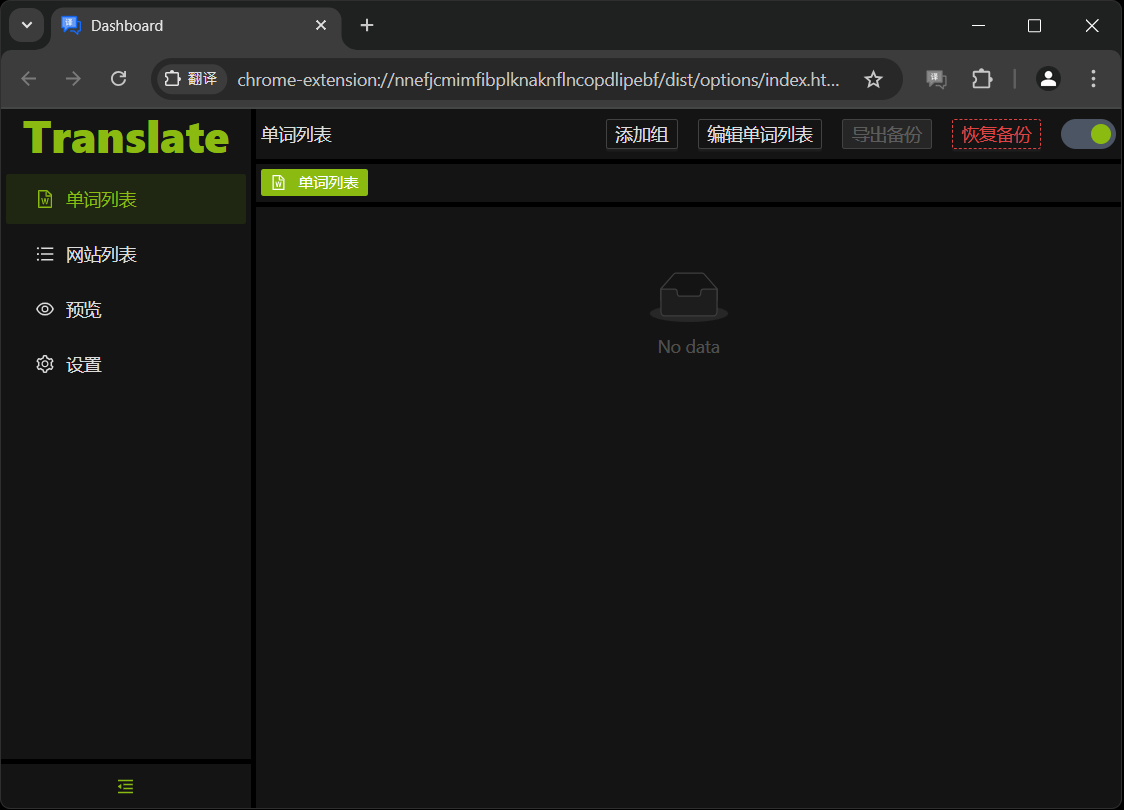 Dashboard
翻译
chrome-extension://nnefjcmimfibplknaknflncopdlipebf/dist/options/index.ht...
译
Translate
单词列表
网站列表
预览
设置
单词列表
添加组
编辑单词列表
导出备份
恢复备份
单词列表
No data